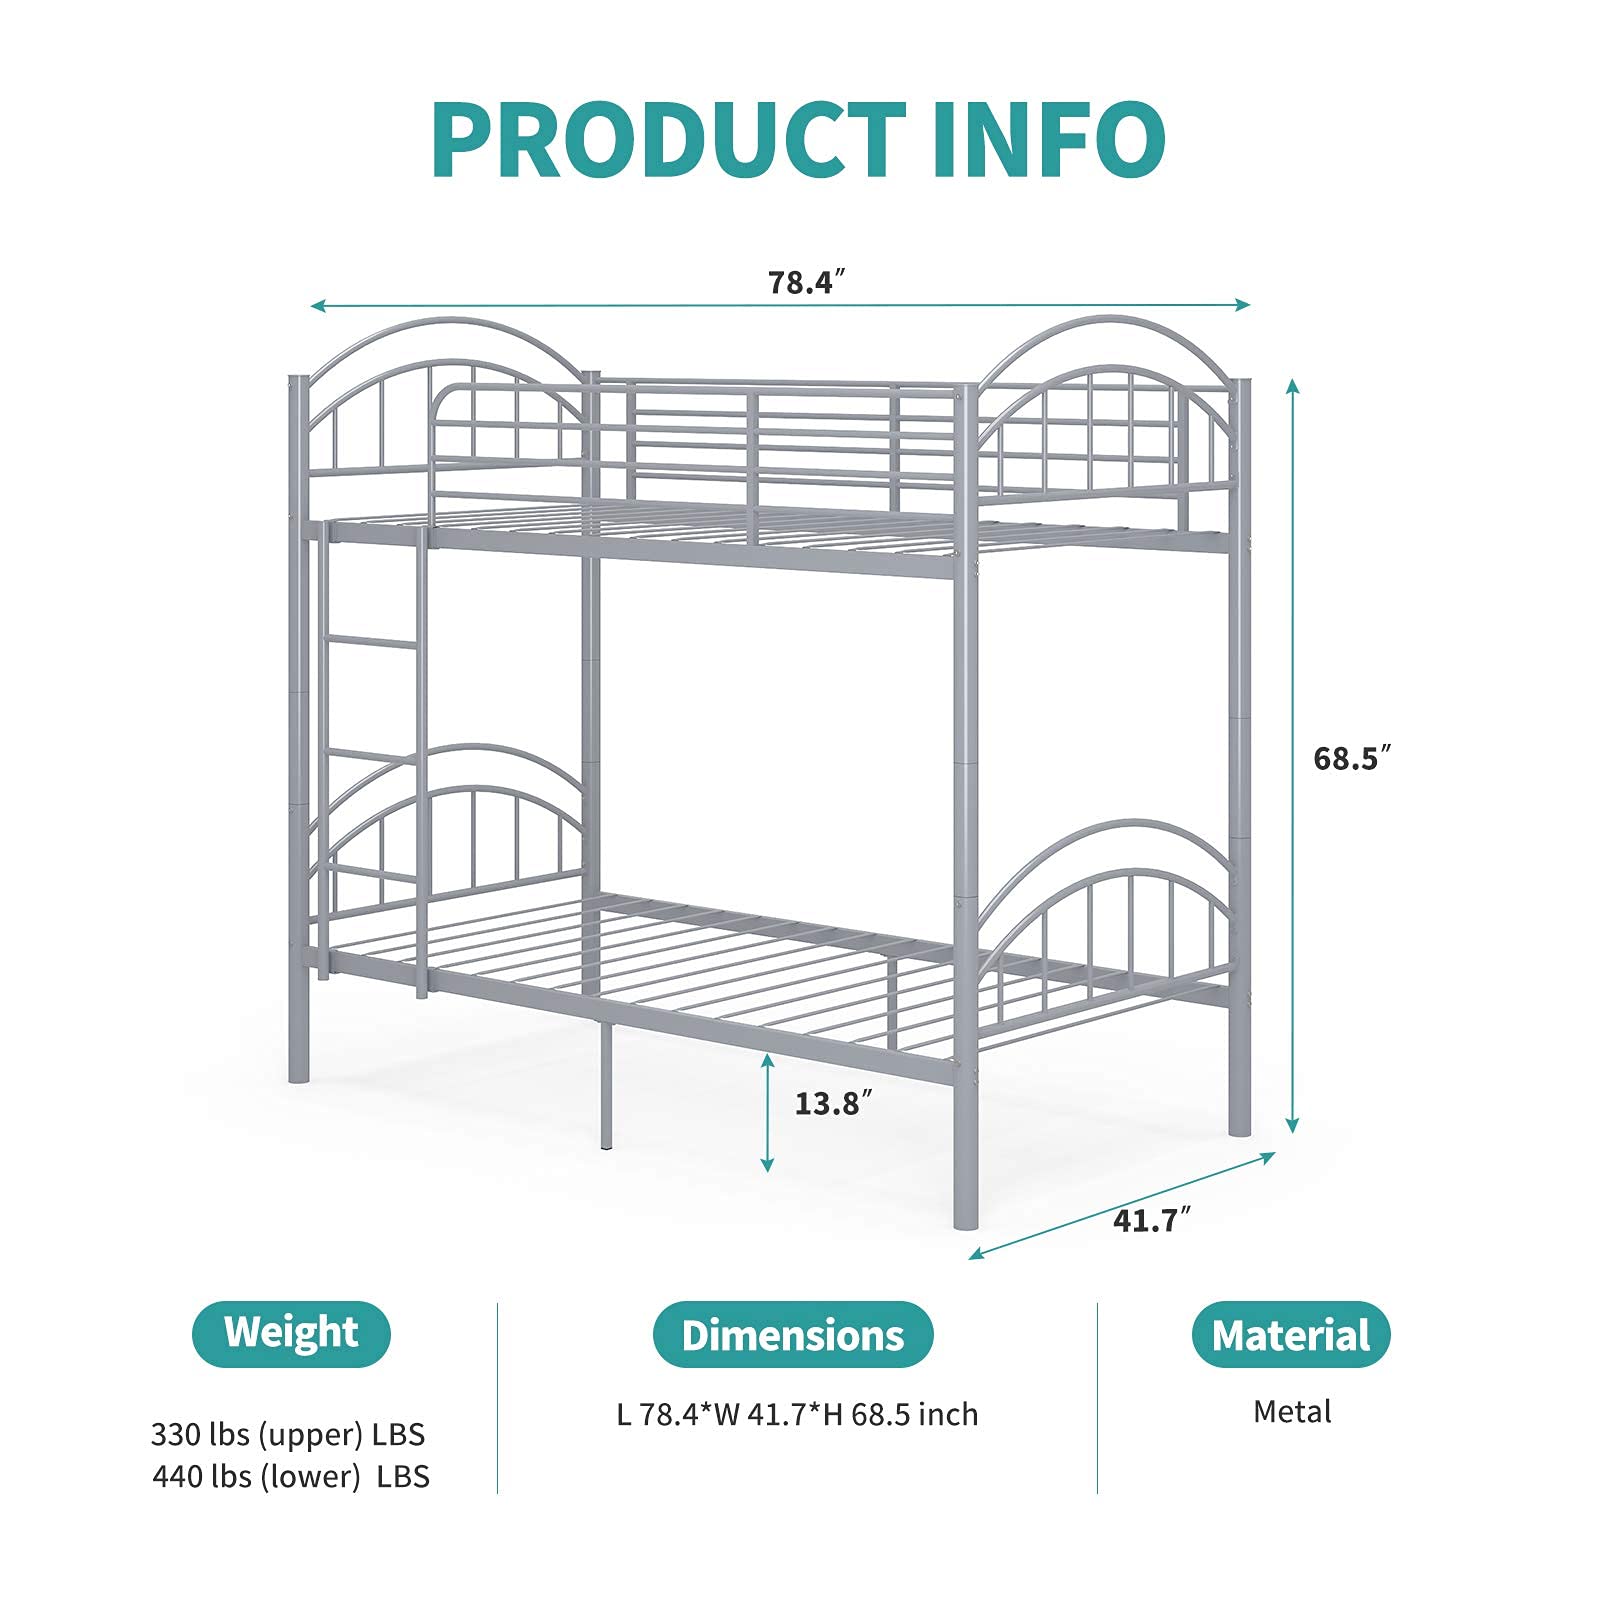 PRODUCT INFO
78.4″
68.5″
13.8″
41.7″
Weight
330 lbs (upper) LBS
440 lbs (lower)  LBS
Dimensions
L 78.4*W 41.7*H 68.5 inch
Material
Metal